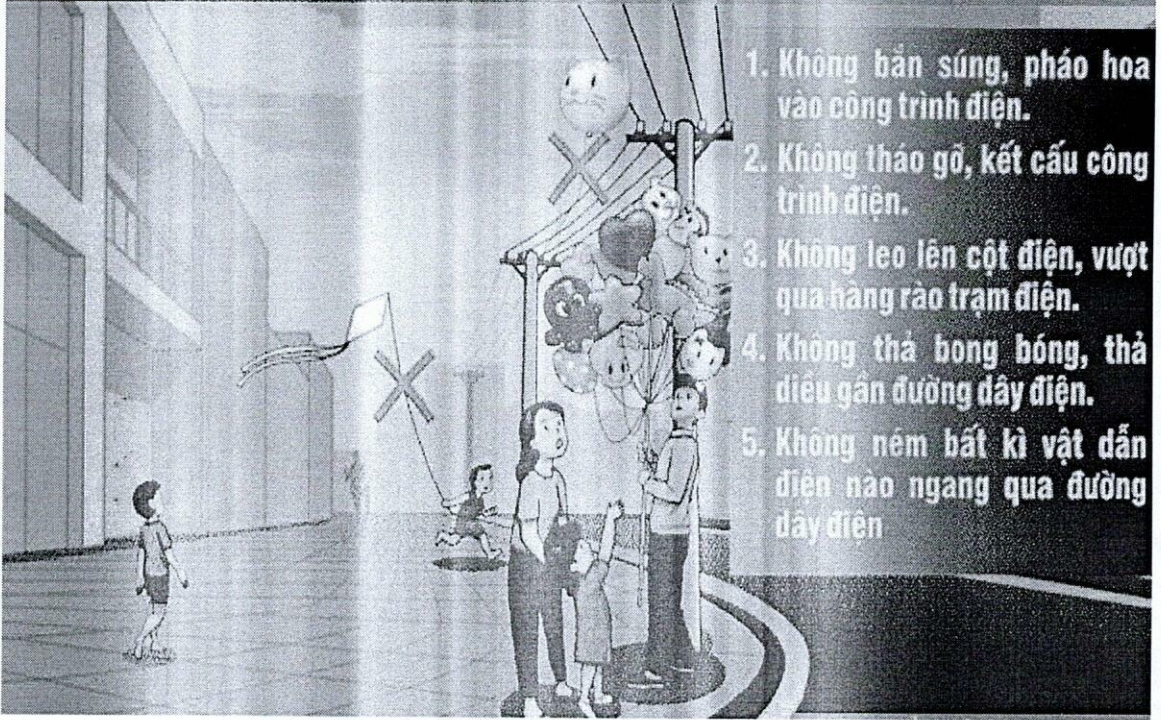 1. Không bắn súng, pháo hoa
vào công trình điện.
2. Không tháo gỡ, kết cấu công
trình điện.
3. Không leo lên cột điện, vượt
qua hàng rào trạm điện.
4. Không thả bong bóng, thả
diều gần đường dây điện.
5. Không ném bất kì vật dẫn
điện nào ngang qua đường
dây điện